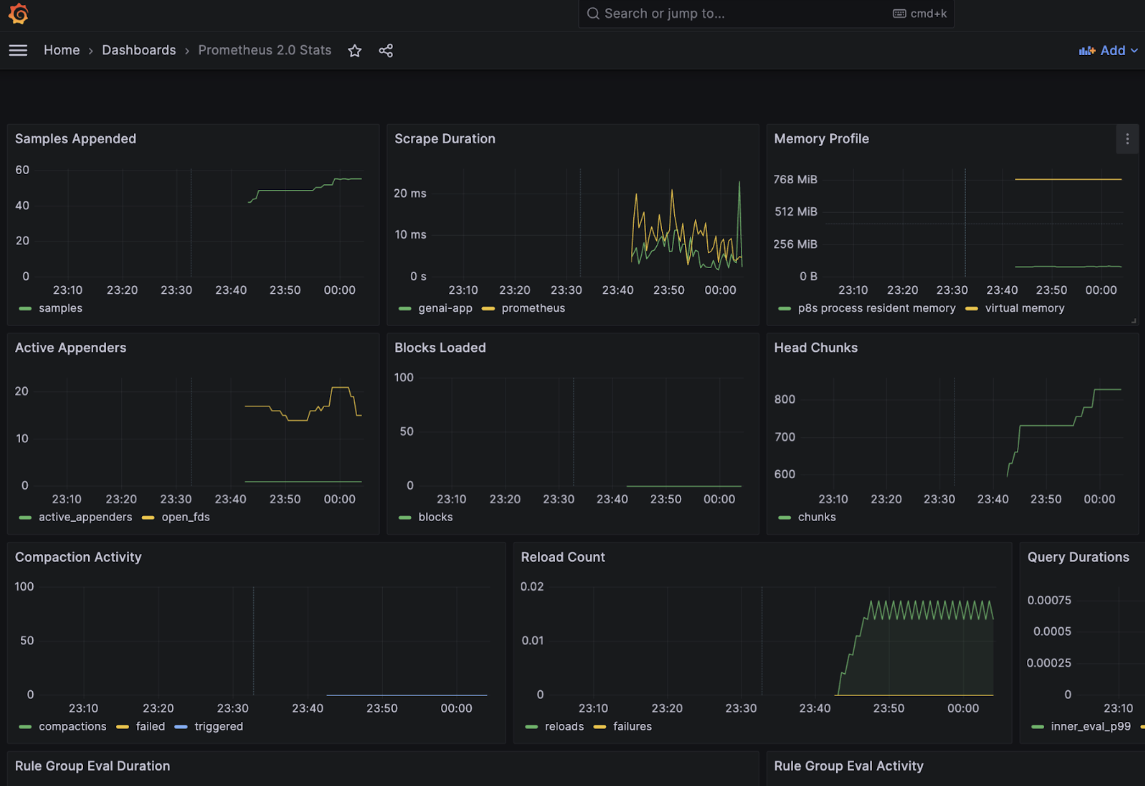 Search or jump to... cmd+k
Home › Dashboards › Prometheus 2.0 Stats Add
Samples Appended
60
40
20
0
23:10 23:20 23:30 23:40 23:50 00:00
samples
Scrape Duration
20 ms
10 ms
0 s
23:10 23:20 23:30 23:40 23:50 00:00
genai-app prometheus
Memory Profile
768 MiB
512 MiB
256 MiB
0 B
23:10 23:20 23:30 23:40 23:50 00:00
p8s process resident memory virtual memory
Active Appenders
20
10
0
23:10 23:20 23:30 23:40 23:50 00:00
active_appenders open_fds
Blocks Loaded
100
50
0
23:10 23:20 23:30 23:40 23:50 00:00
blocks
Head Chunks
800
700
600
23:10 23:20 23:30 23:40 23:50 00:00
chunks
Compaction Activity
100
50
0
23:10 23:20 23:30 23:40 23:50 00:00
compactions failed triggered
Reload Count
0.02
0.01
0
23:10 23:20 23:30 23:40 23:50 00:00
reloads failures
Query Durations
0.00075
0.0005
0.00025
0
23:10
inner_eval_p99
Rule Group Eval Duration
Rule Group Eval Activity